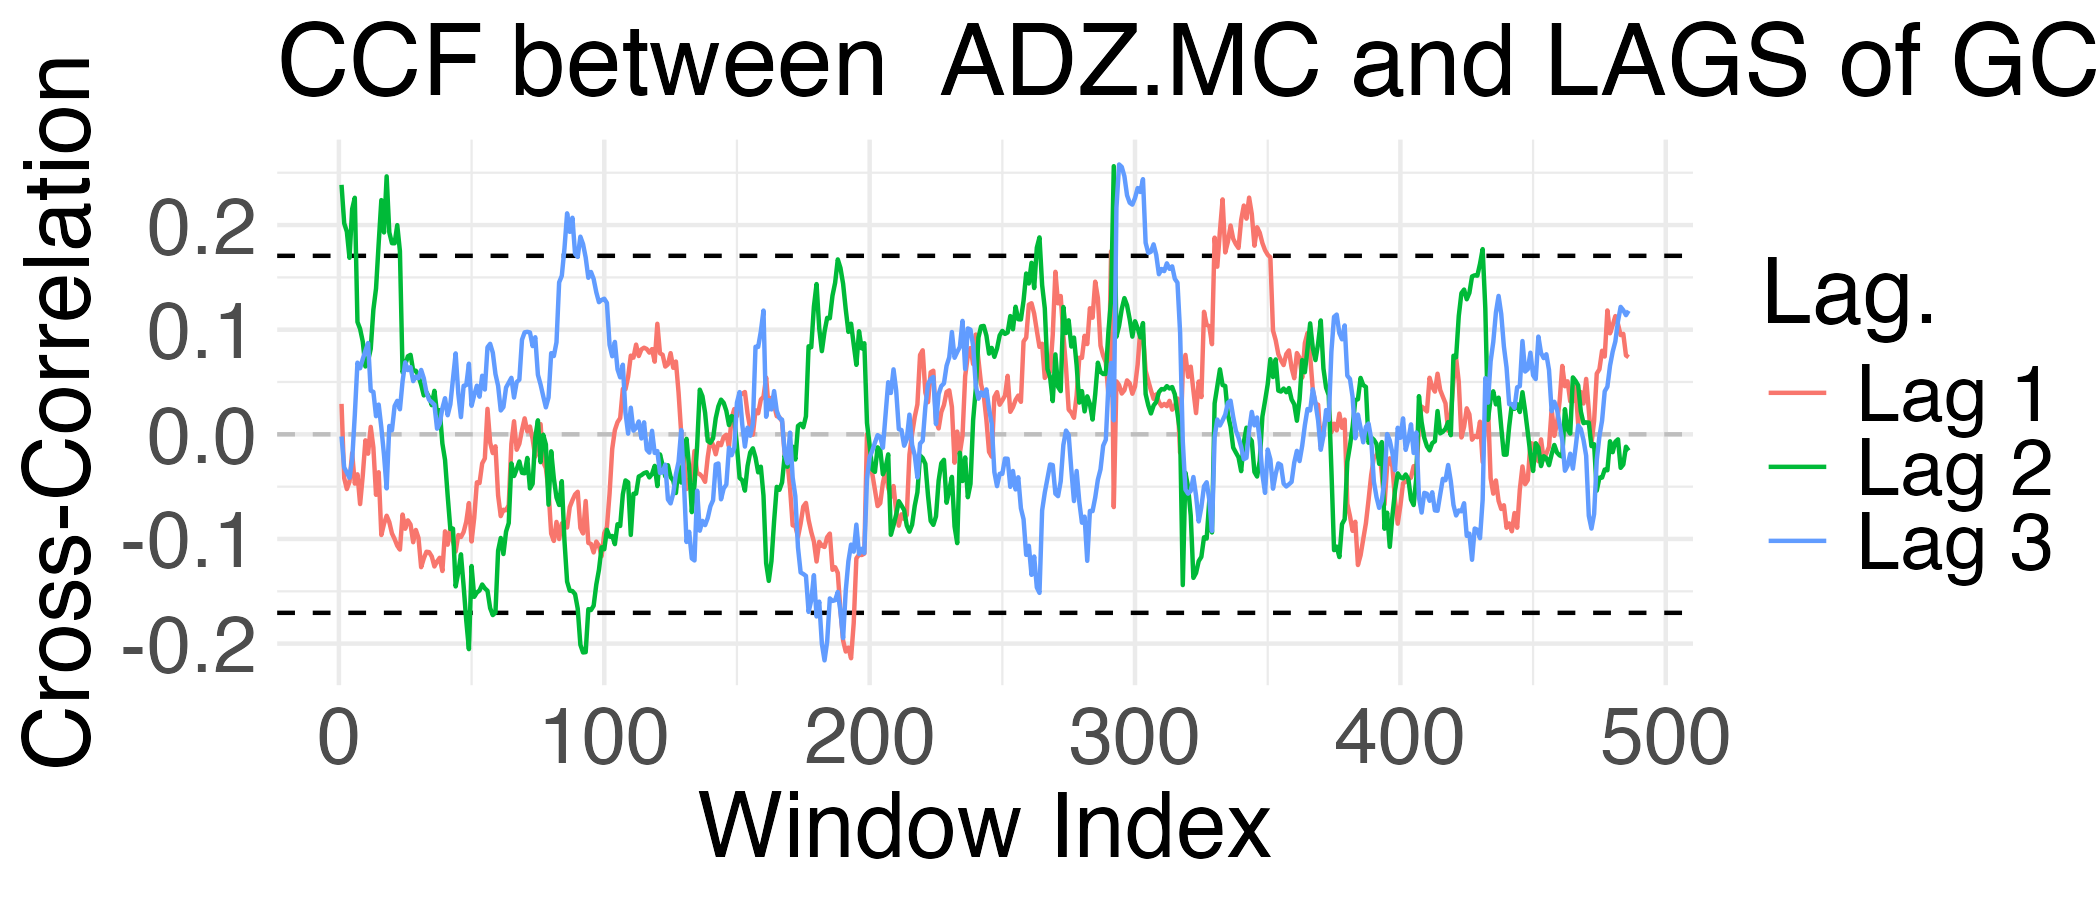 CCF between  ADZ.MC and LAGS of GC
Cross-Correlation
0.2
0.1
0.0
-0.1
-0.2
0 100 200 300 400 500
Window Index
Lag.
Lag 1
Lag 2
Lag 3